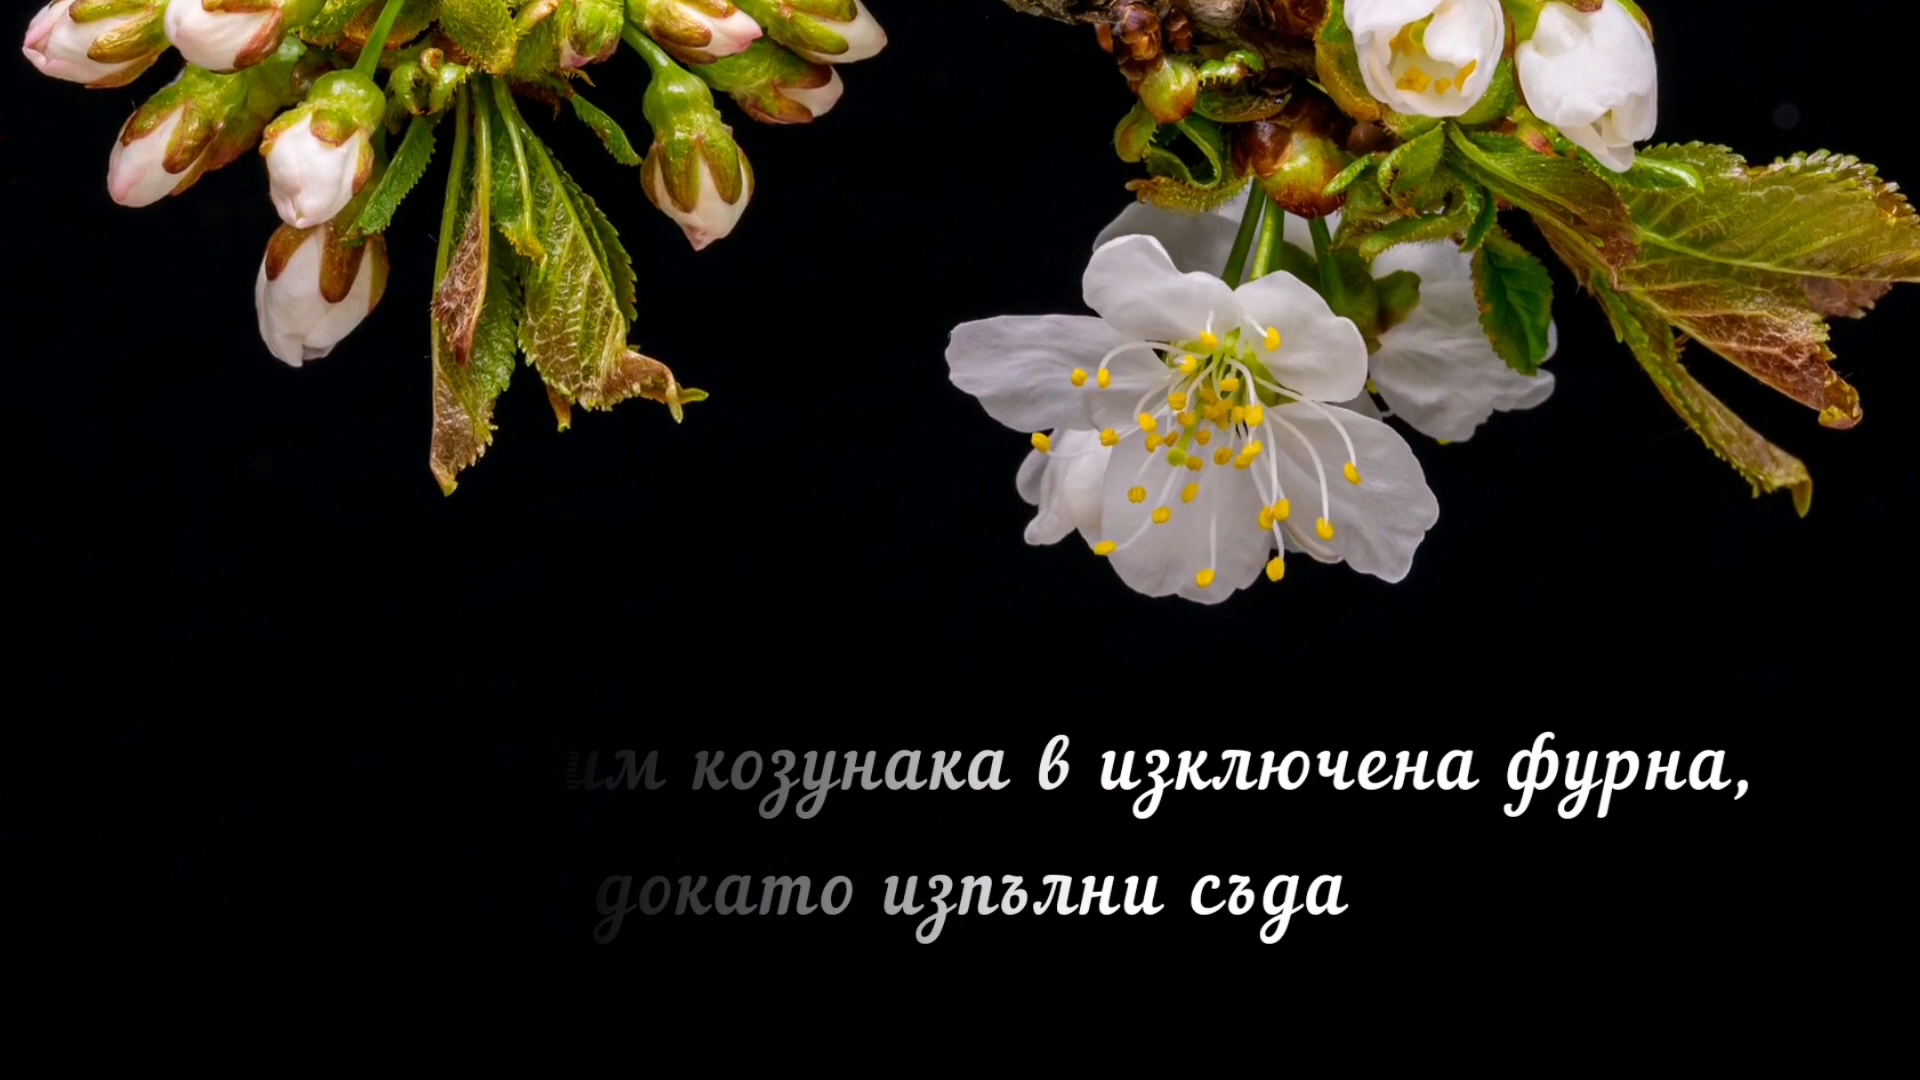 козунака в изключена фурна,
докато изпълни съда